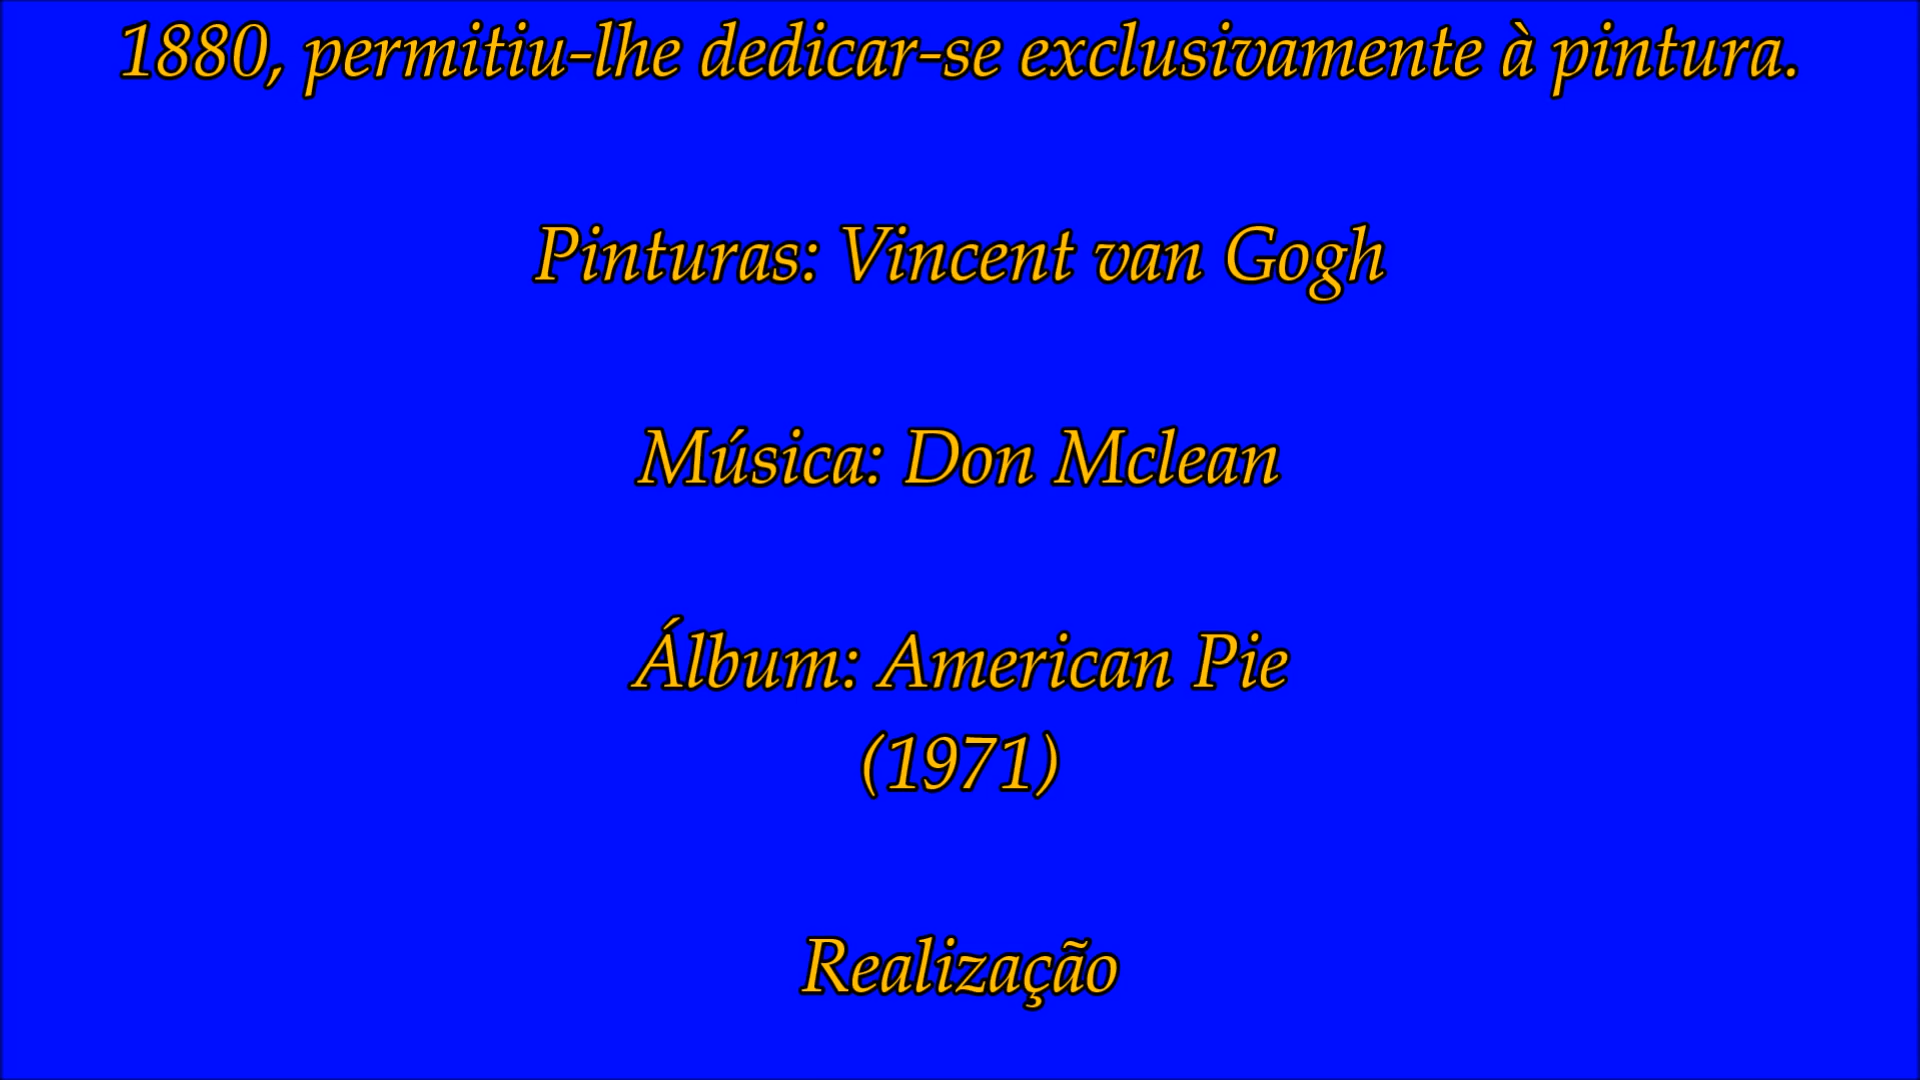 1880, permitiu-lhe dedicar-se exclusivamente à pintura.
Pinturas: Vincent van Gogh
Música: Don Mclean
Álbum: American Pie
(1971)
Realização